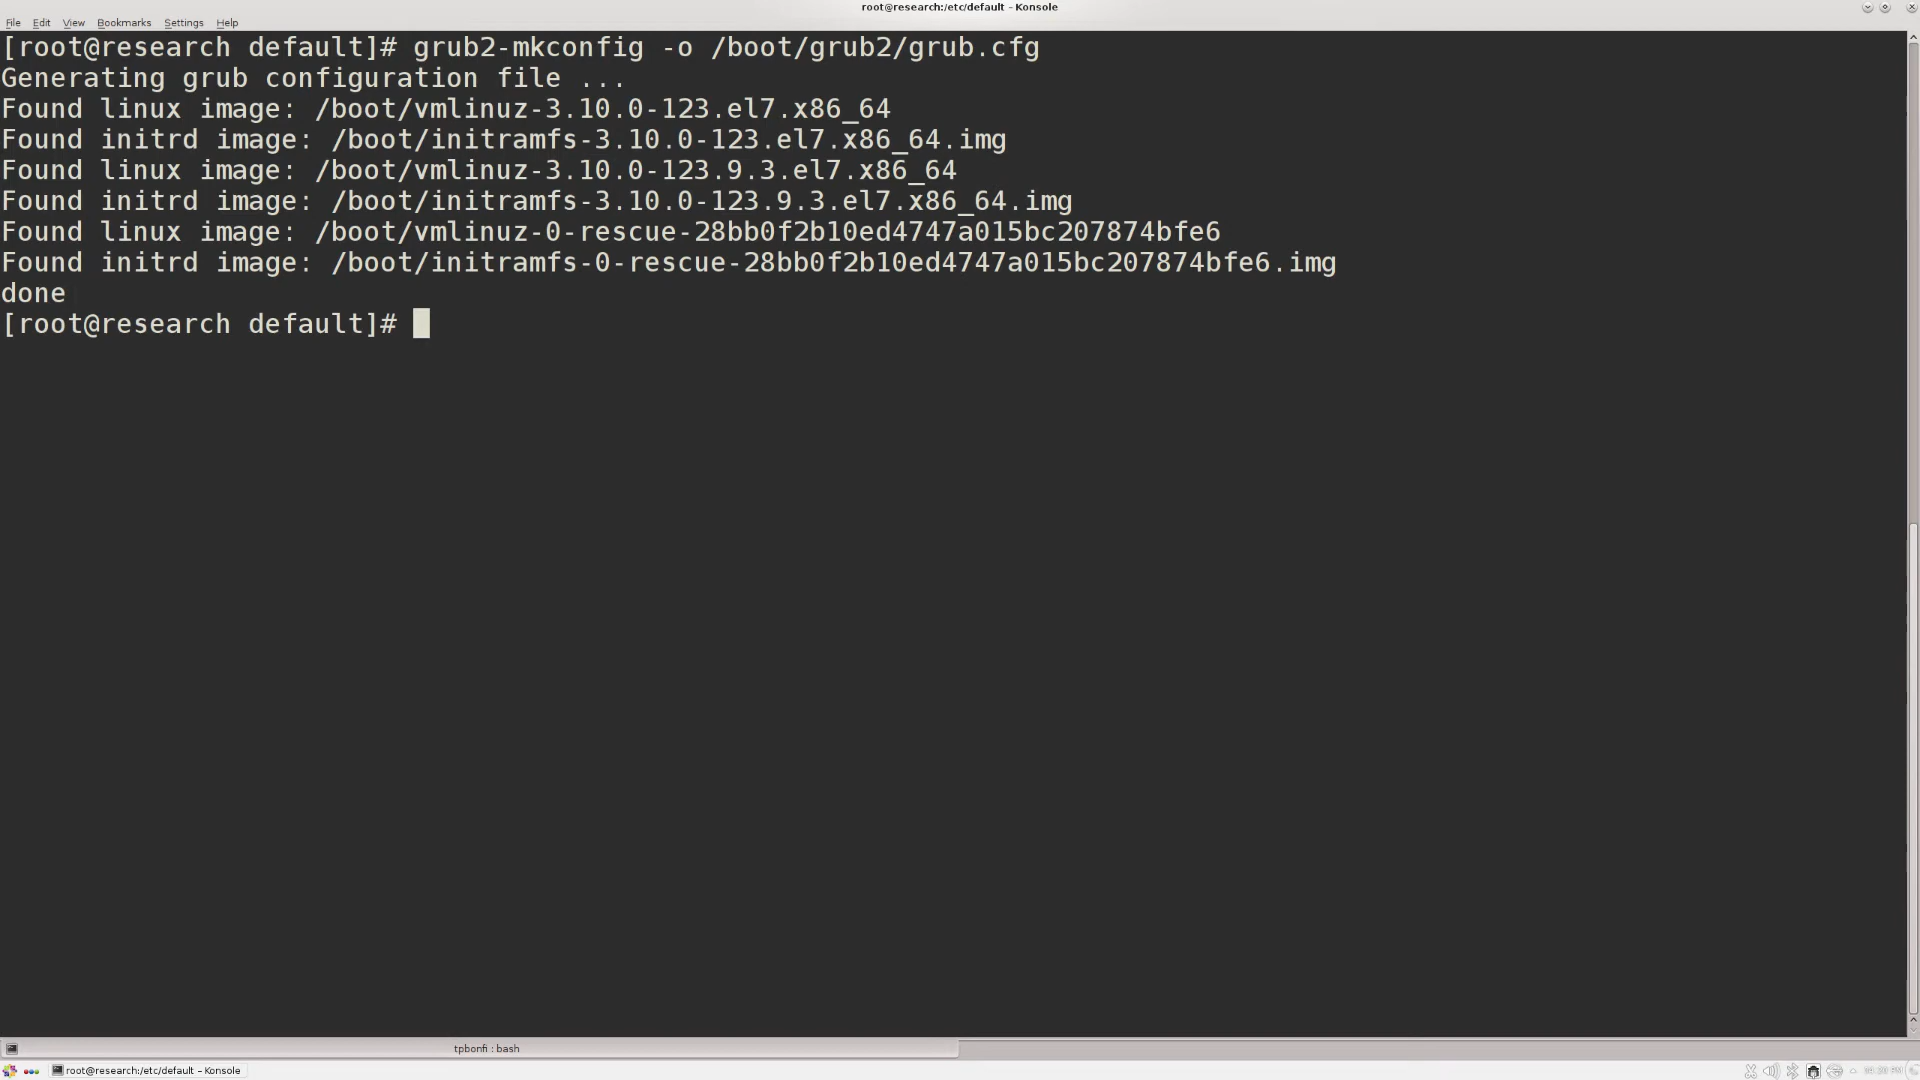 root@research:/etc/default - Konsole
File Edit View Bookmarks Settings Help
[root@research default]# grub2-mkconfig -o /boot/grub2/grub.cfg
Generating grub configuration file ...
Found linux image: /boot/vmlinuz-3.10.0-123.el7.x86_64
Found initrd image: /boot/initramfs-3.10.0-123.el7.x86_64.img
Found linux image: /boot/vmlinuz-3.10.0-123.9.3.el7.x86_64
Found initrd image: /boot/initramfs-3.10.0-123.9.3.el7.x86_64.img
Found linux image: /boot/vmlinuz-0-rescue-28bb0f2b10ed4747a015bc207874bfe6
Found initrd image: /boot/initramfs-0-rescue-28bb0f2b10ed4747a015bc207874bfe6.img
done
[root@research default]#
tpbonfi : bash
root@research:/etc/default - Konsole